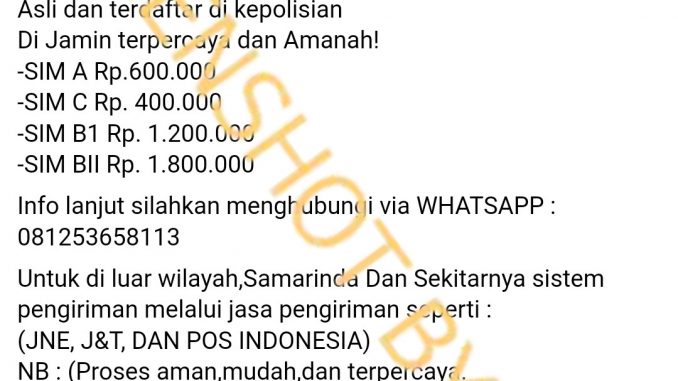 Asli dan terdaftar di kepolisian
Di Jamin terpercaya dan Amanah!
-SIM A Rp.600.000
-SIM C Rp. 400.000
-SIM B1 Rp. 1.200.000
-SIM BII Rp. 1.800.000
Info lanjut silahkan menghubungi via WHATSAPP :
081253658113
Untuk di luar wilayah,Samarinda Dan Sekitarnya sistem
pengiriman melalui jasa pengiriman seperti :
(JNE, J&T, DAN POS INDONESIA)
NB : (Proses aman,mudah,dan terpercaya.
ENSHOT BY